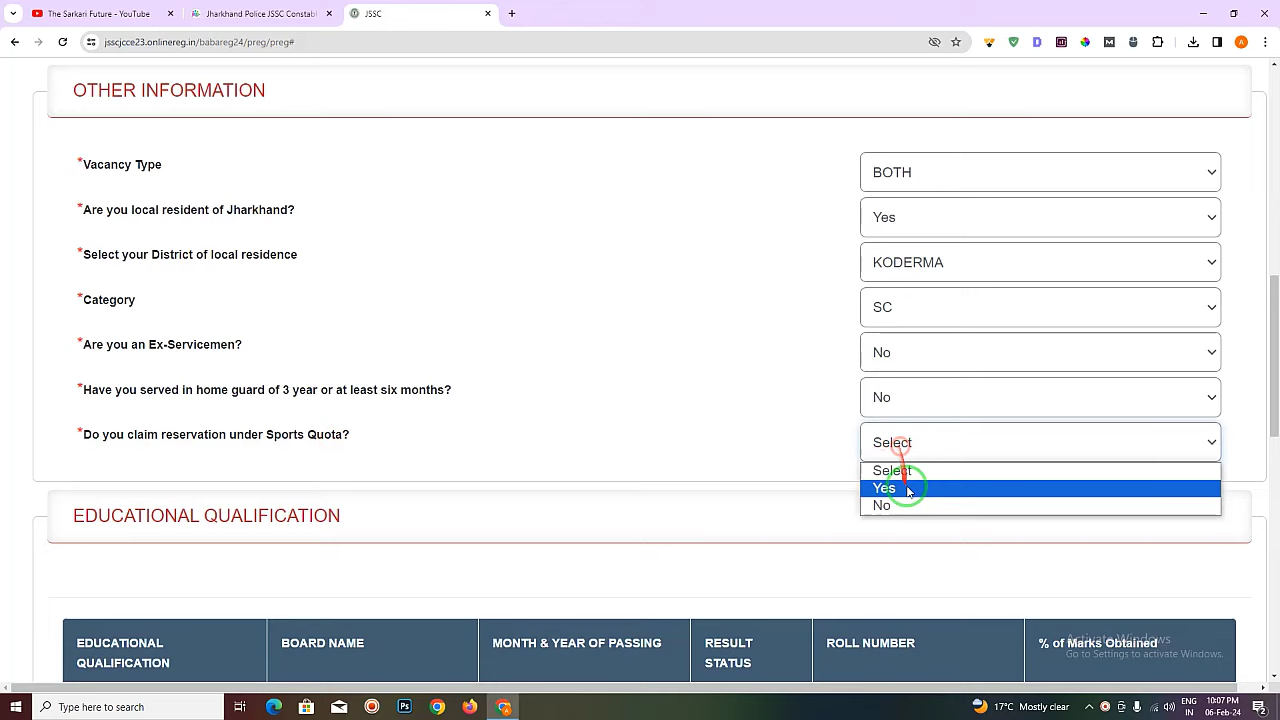 The Sarkari Future - YouTube
Jharkhand Police JSSC Constabl
JSSC
jsscjcce23.onlinereg.in/babareg24/preg/preg#
OTHER INFORMATION
*Vacancy Type
BOTH
*Are you local resident of Jharkhand?
Yes
*Select your District of local residence
KODERMA
*Category
SC
*Are you an Ex-Servicemen?
No
*Have you served in home guard of 3 year or at least six months?
No
*Do you claim reservation under Sports Quota?
Select
Select
Yes
No
EDUCATIONAL QUALIFICATION
EDUCATIONAL QUALIFICATION
BOARD NAME
MONTH & YEAR OF PASSING
RESULT STATUS
ROLL NUMBER
% of Marks Obtained
Activate Windows
Go to Settings to activate Windows.
Type here to search
17°C Mostly clear
ENG
IN
10:07 PM
06-Feb-24